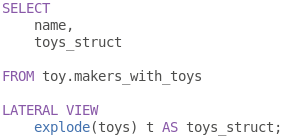 SELECT
    name,
    toys_struct
FROM toy.makers_with_toys
LATERAL VIEW
    explode(toys) t AS toys_struct;